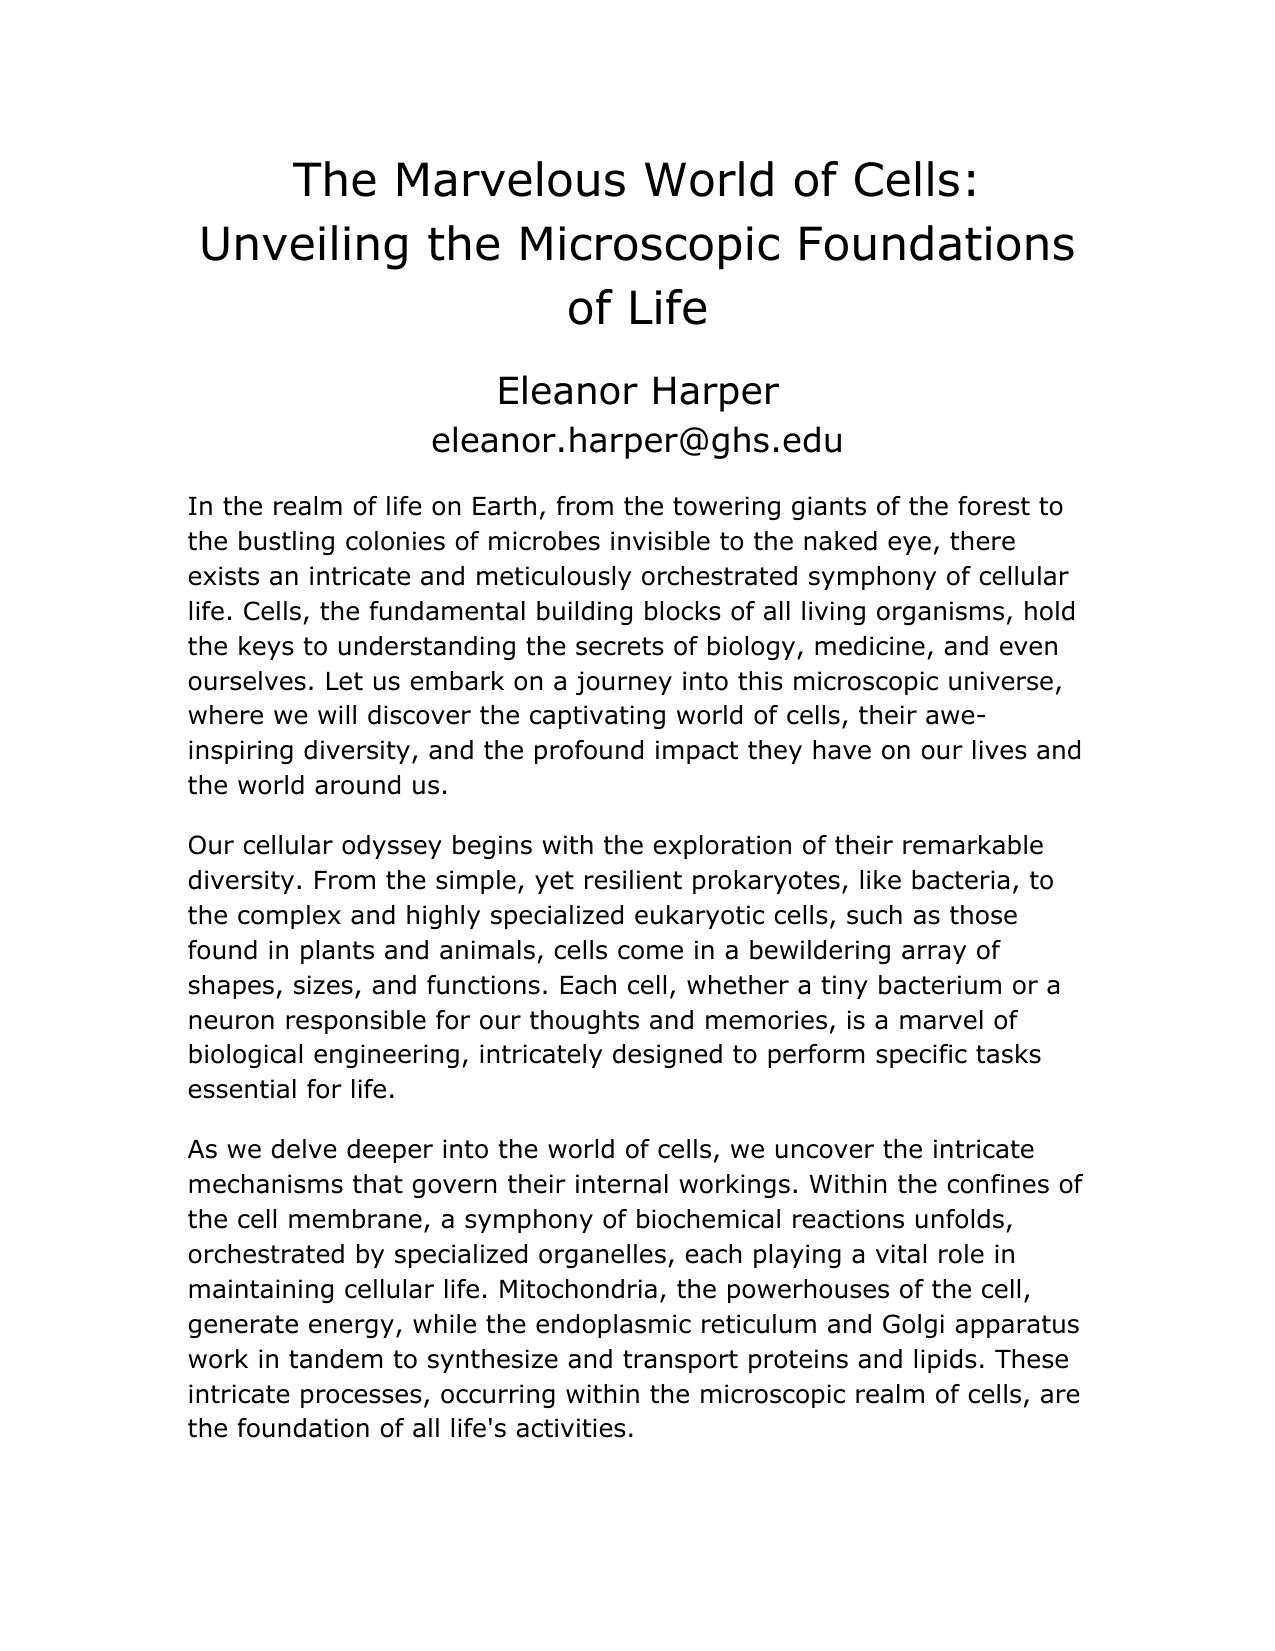 The Marvelous World of Cells:
Unveiling the Microscopic Foundations
of Life
Eleanor Harper
eleanor.harper@ghs.edu
In the realm of life on Earth, from the towering giants of the forest to
the bustling colonies of microbes invisible to the naked eye, there
exists an intricate and meticulously orchestrated symphony of cellular
life. Cells, the fundamental building blocks of all living organisms, hold
the keys to understanding the secrets of biology, medicine, and even
ourselves. Let us embark on a journey into this microscopic universe,
where we will discover the captivating world of cells, their awe-
inspiring diversity, and the profound impact they have on our lives and
the world around us.
Our cellular odyssey begins with the exploration of their remarkable
diversity. From the simple, yet resilient prokaryotes, like bacteria, to
the complex and highly specialized eukaryotic cells, such as those
found in plants and animals, cells come in a bewildering array of
shapes, sizes, and functions. Each cell, whether a tiny bacterium or a
neuron responsible for our thoughts and memories, is a marvel of
biological engineering, intricately designed to perform specific tasks
essential for life.
As we delve deeper into the world of cells, we uncover the intricate
mechanisms that govern their internal workings. Within the confines of
the cell membrane, a symphony of biochemical reactions unfolds,
orchestrated by specialized organelles, each playing a vital role in
maintaining cellular life. Mitochondria, the powerhouses of the cell,
generate energy, while the endoplasmic reticulum and Golgi apparatus
work in tandem to synthesize and transport proteins and lipids. These
intricate processes, occurring within the microscopic realm of cells, are
the foundation of all life's activities.